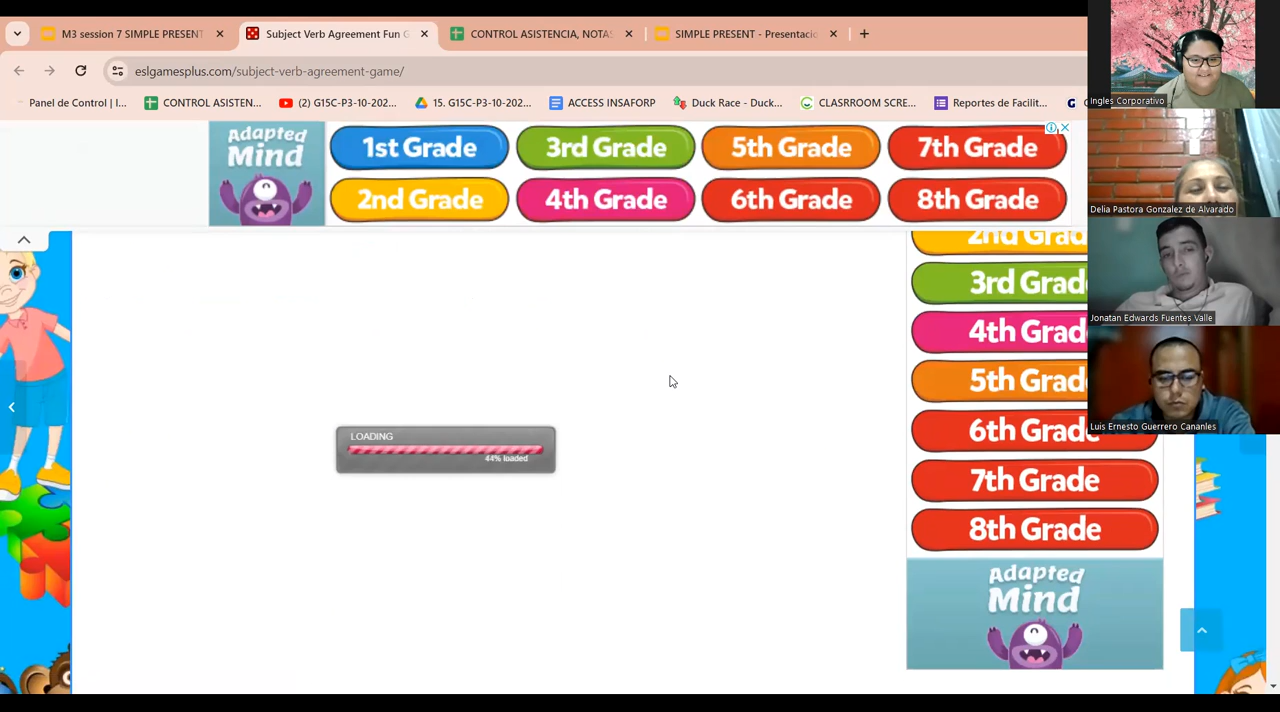 M3 session 7 SIMPLE PRESENT
Subject Verb Agreement Fun G
CONTROL ASISTENCIA, NOTAS
SIMPLE PRESENT - Presentacio
eslgamesplus.com/subject-verb-agreement-game/
Panel de Control | I...
CONTROL ASISTEN...
(2) G15C-P3-10-202...
15. G15C-P3-10-202...
ACCESS INSAFORP
Duck Race - Duck...
CLASRROOM SCRE...
Reportes de Facilit...
Ingles Corporativo
Adapted
Mind
1st Grade
3rd Grade
5th Grade
7th Grade
2nd Grade
4th Grade
6th Grade
8th Grade
Delia Pastora Gonzalez de Alvarado
2nd Grad
3rd Grad
Jonatan Edwards Fuentes Valle
4th Grad
5th Grad
Luis Ernesto Guerrero Cananles
6th Grade
7th Grade
8th Grade
LOADING
44% loaded
Adapted
Mind